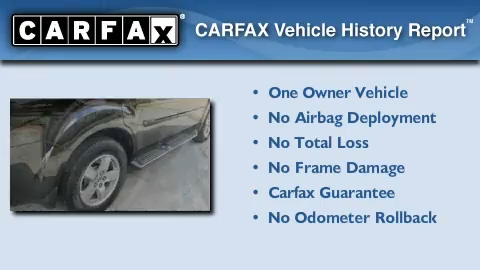 CARFAX® CARFAX Vehicle History Report™
• One Owner Vehicle
• No Airbag Deployment
• No Total Loss
• No Frame Damage
• Carfax Guarantee
• No Odometer Rollback